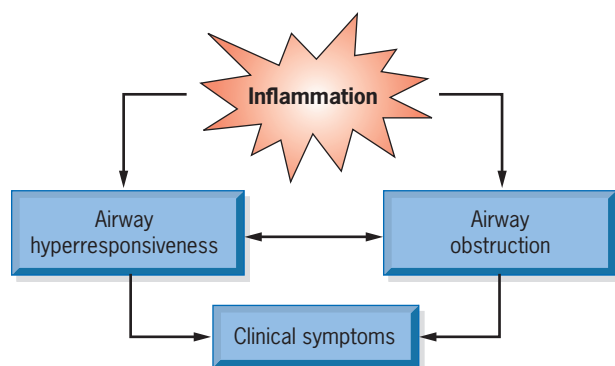 Inflammation
Airway
hyperresponsiveness
Airway
obstruction
Clinical symptoms